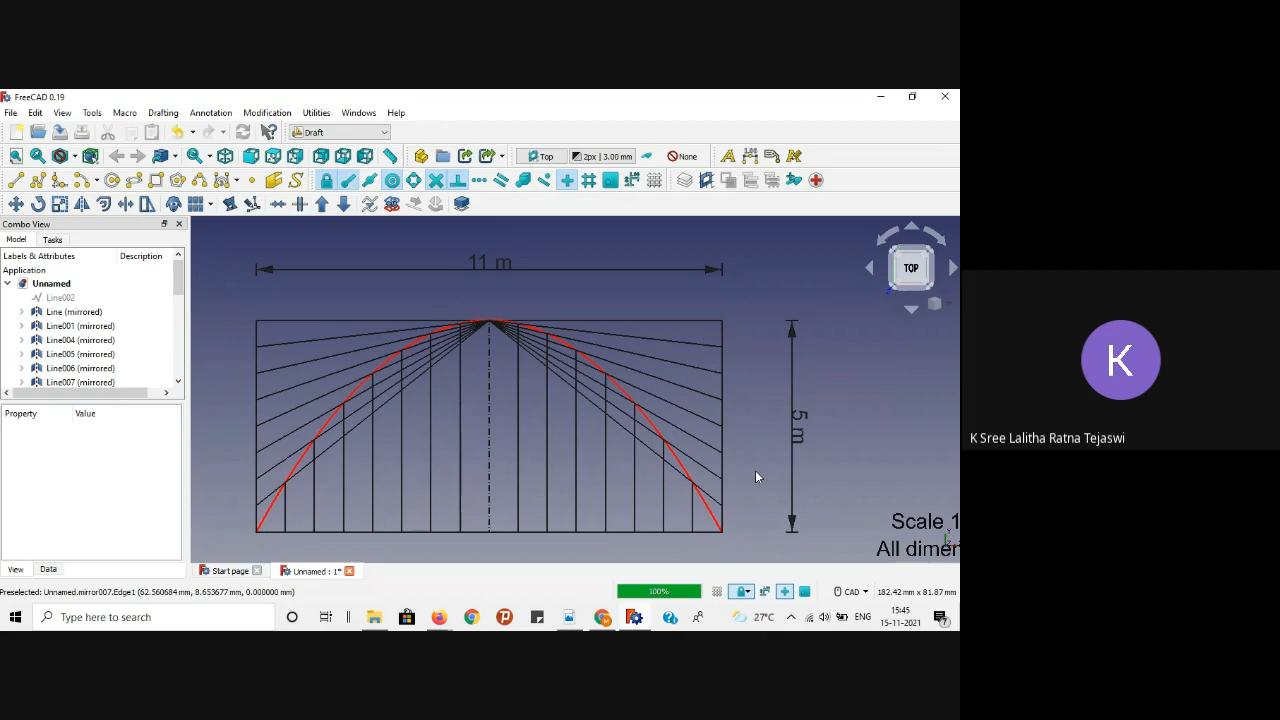 FreeCAD 0.19
File Edit View Tools Macro Drafting Annotation Modification Utilities Windows Help
Draft
Top 2px | 3.00 mm None
Combo View
Model Tasks
Labels & Attributes Description
Application
Unnamed
Line002
Line (mirrored)
Line001 (mirrored)
Line004 (mirrored)
Line005 (mirrored)
Line006 (mirrored)
Line007 (mirrored)
Property Value
View Data
11 m
5 m
TOP
Scale 1
All dimen
Start page Unnamed : 1*
Preselected: Unnamed.mirror007.Edge1 (62.560684 mm, 8.653677 mm, 0.000000 mm)
100%
CAD
182.42 mm x 81.87 mm
Type here to search
27°C
ENG
15:45
15-11-2021
K
K Sree Lalitha Ratna Tejaswi